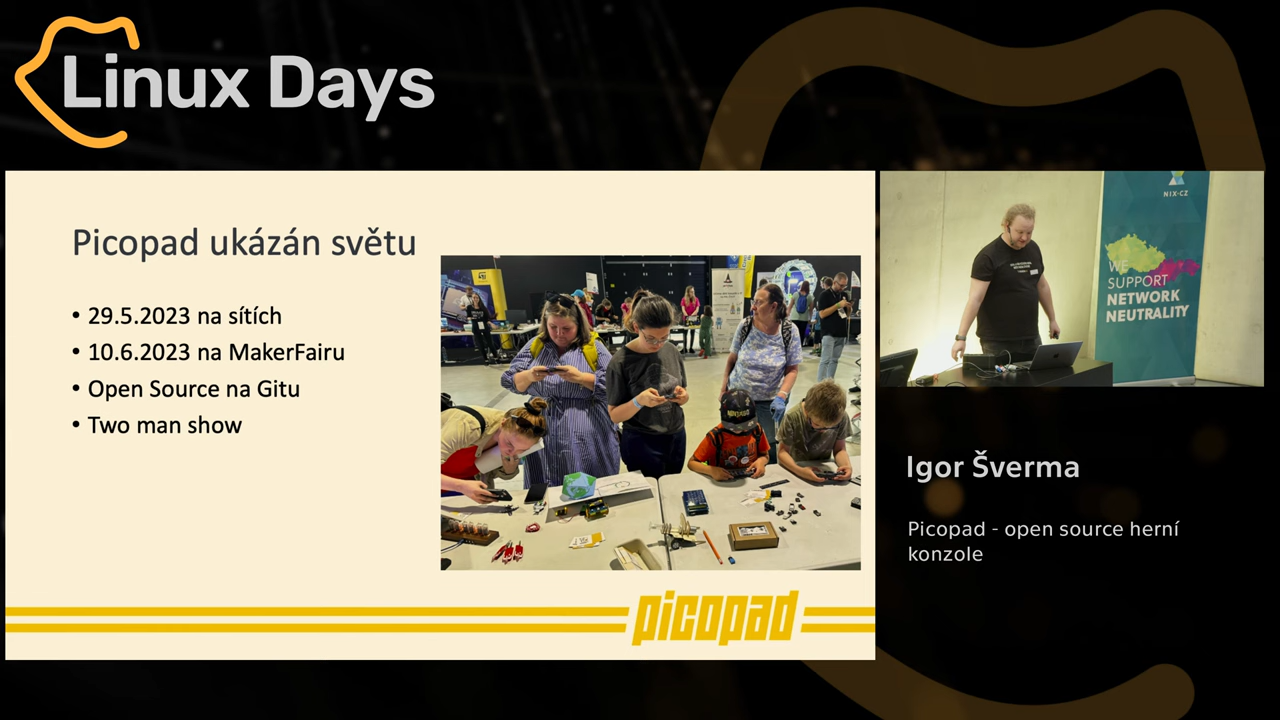 Linux Days
Picopad ukázán světu
• 29.5.2023 na sítích
• 10.6.2023 na MakerFairu
• Open Source na Gitu
• Two man show
picopad
NIX·CZ
WE
SUPPORT
NETWORK
NEUTRALITY
Igor Šverma
Picopad - open source herní
konzole